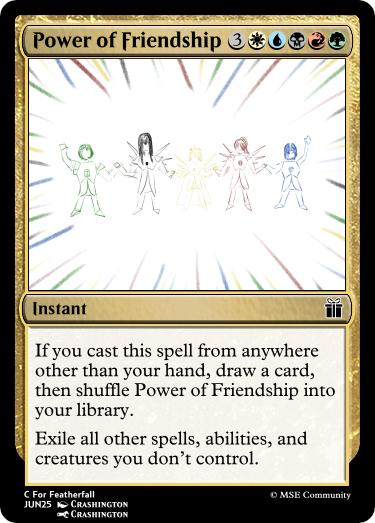 Power of Friendship 3
Instant
If you cast this spell from anywhere
other than your hand, draw a card,
then shuffle Power of Friendship into
your library.
Exile all other spells, abilities, and
creatures you don't control.
C For Featherfall
JUN25 Crashington
Crashington
© MSE Community